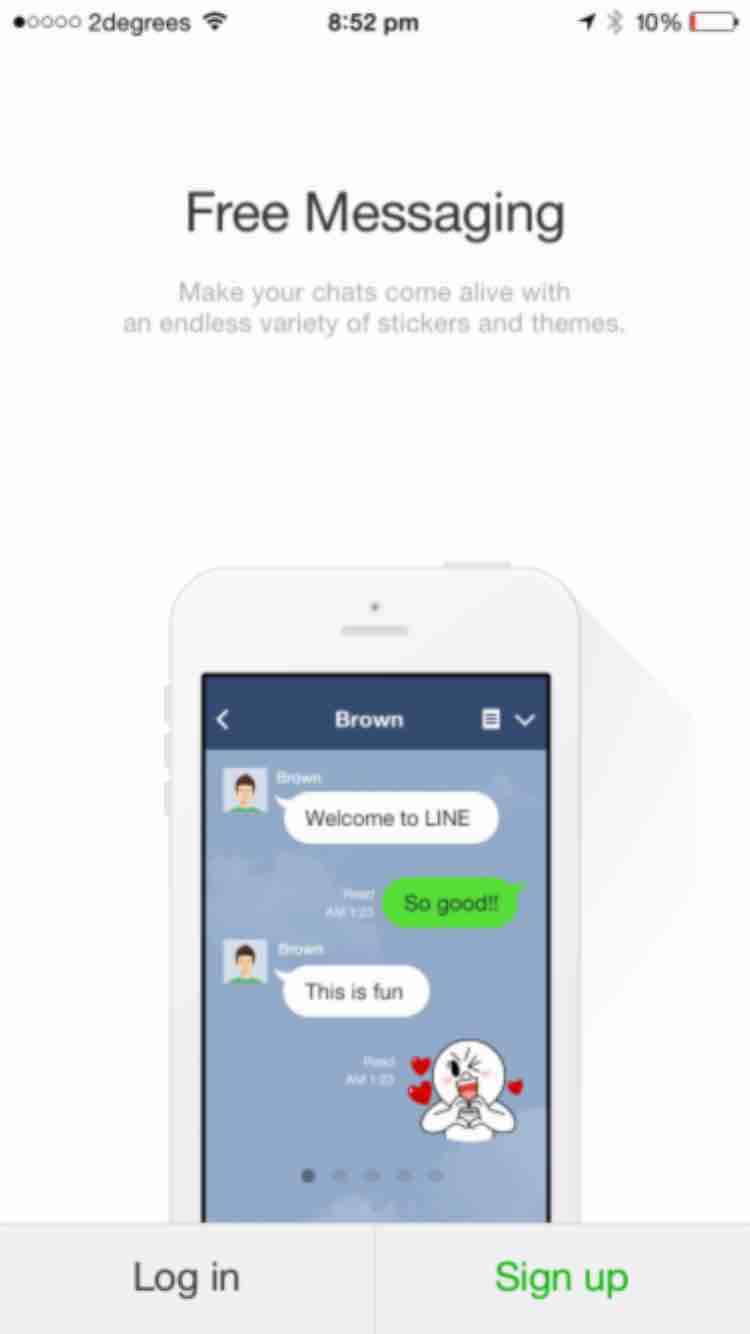 2degrees 8:52 pm 10%
Free Messaging
Make your chats come alive with
an endless variety of stickers and themes.
Brown
Brown
Welcome to LINE
Read
AM 1:23
So good!!
Brown
This is fun
Read
AM 1:23
Log in
Sign up